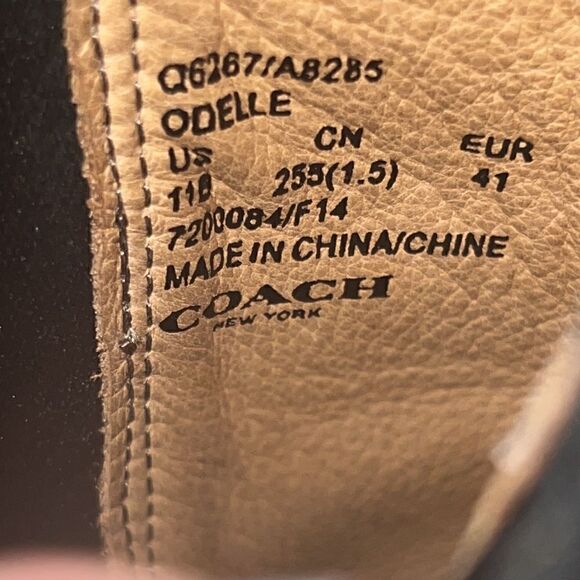 Q6267/A8285
ODELLE
US CN EUR
11B 255(1.5) 41
7200084/F14
MADE IN CHINA/CHINE
COACH
NEW YORK